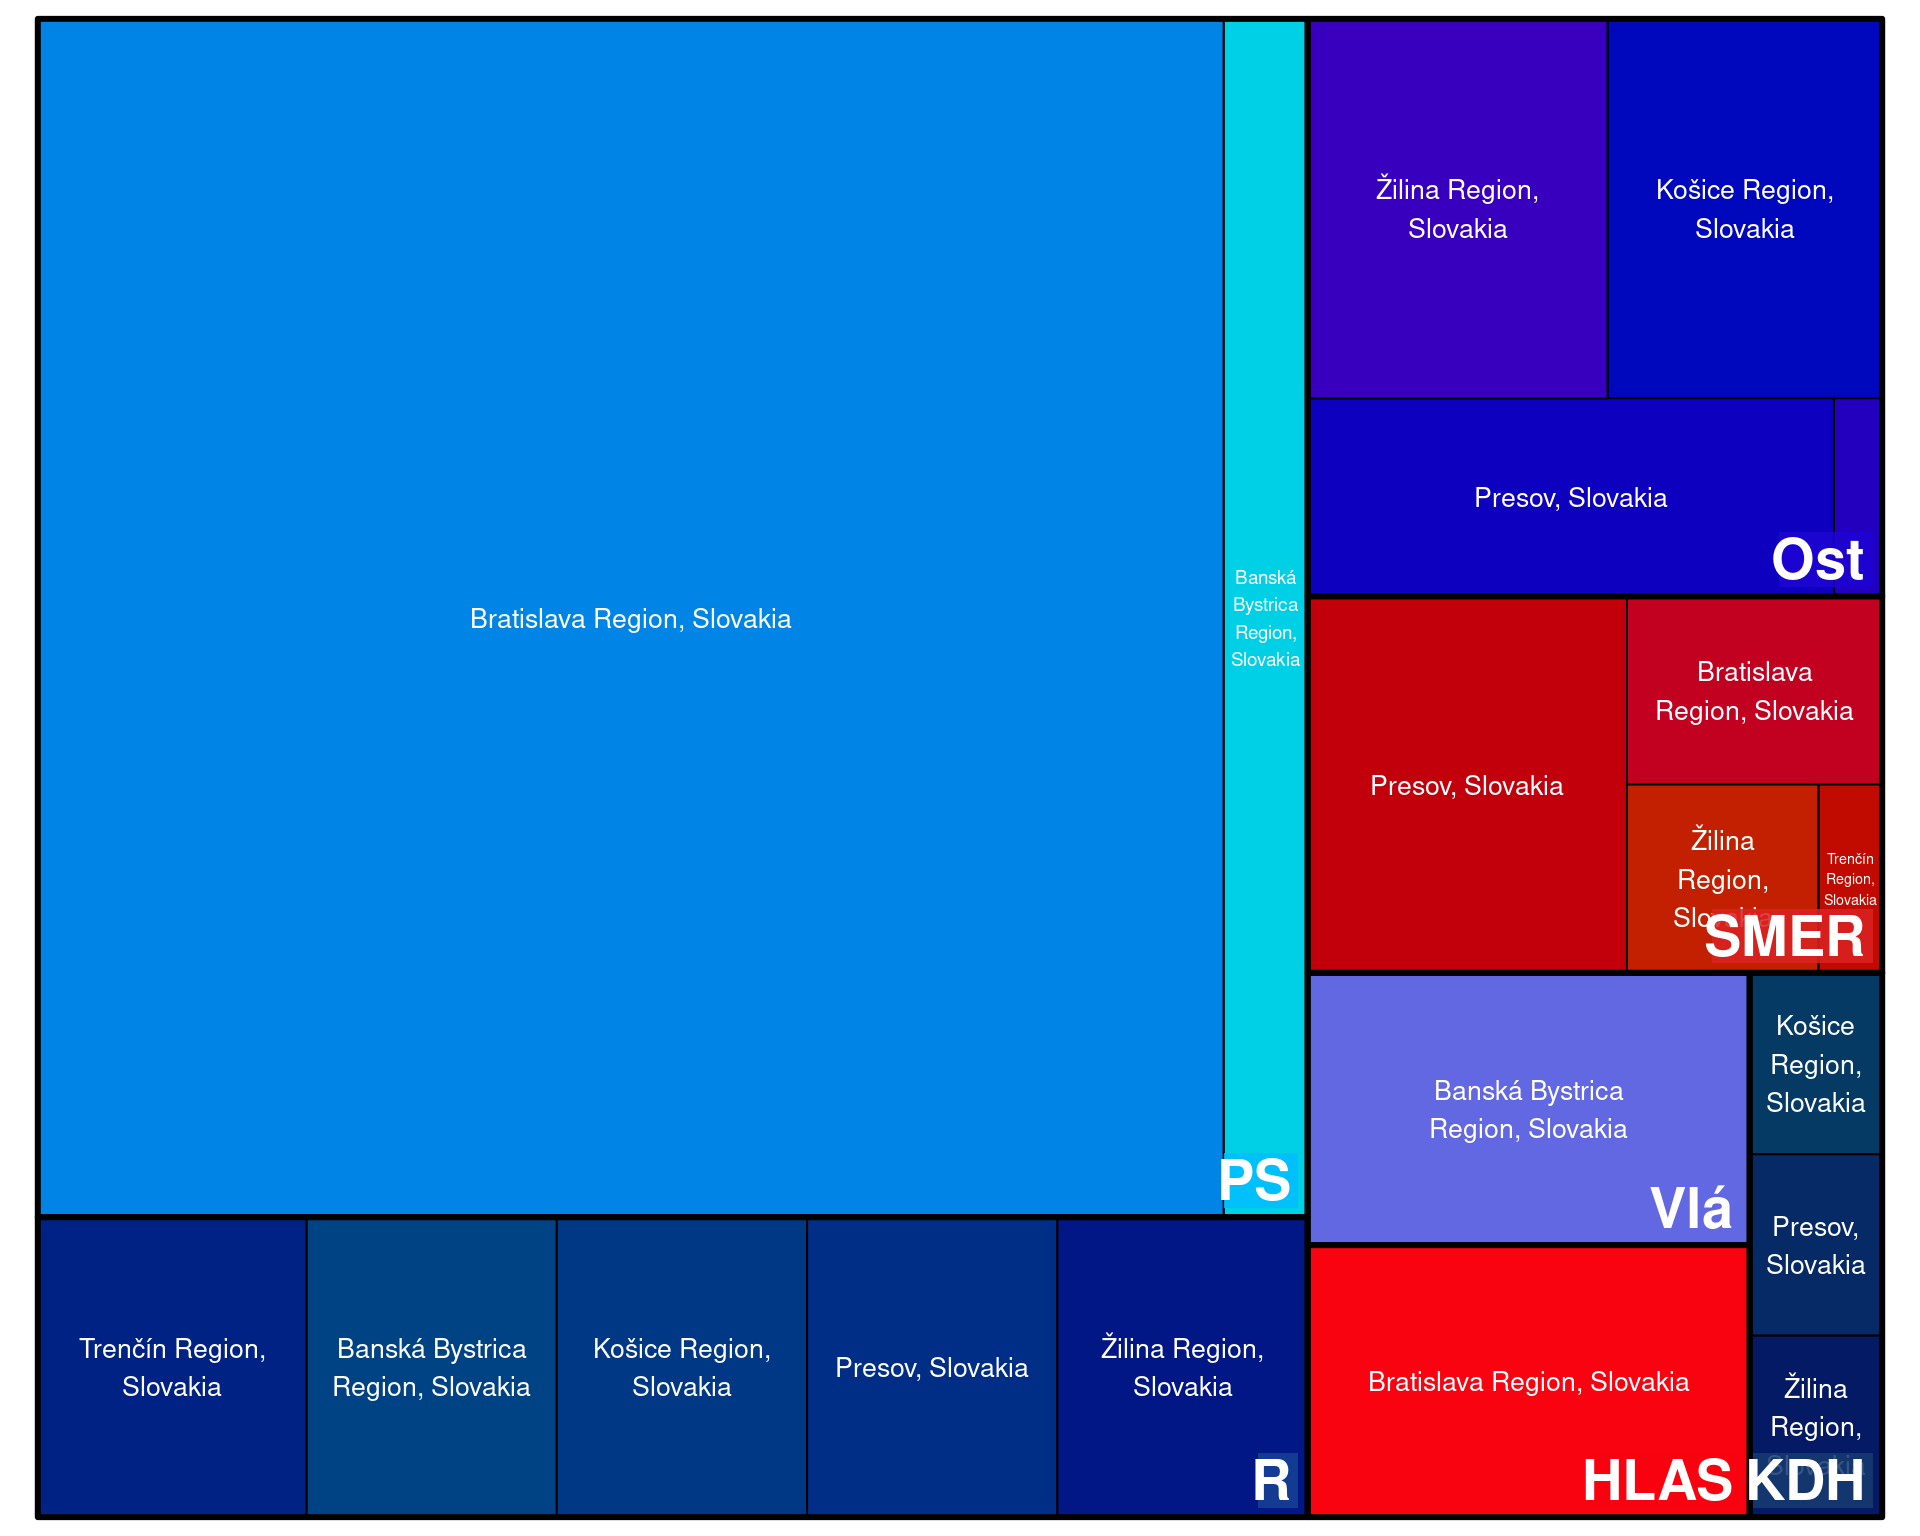 Bratislava Region, Slovakia
Banská
Bystrica
Region,
Slovakia
PS
Trenčín Region,
Slovakia
Banská Bystrica
Region, Slovakia
Košice Region,
Slovakia
Presov, Slovakia
Žilina Region,
Slovakia
R
Žilina Region,
Slovakia
Košice Region,
Slovakia
Presov, Slovakia
Ost
Presov, Slovakia
Bratislava
Region, Slovakia
Žilina
Region,
Slovakia
Trenčín
Region,
Slovakia
SMER
Banská Bystrica
Region, Slovakia
Vlá
Bratislava Region, Slovakia
HLAS
Košice
Region,
Slovakia
Presov,
Slovakia
Žilina
Region,
Slovakia
KDH